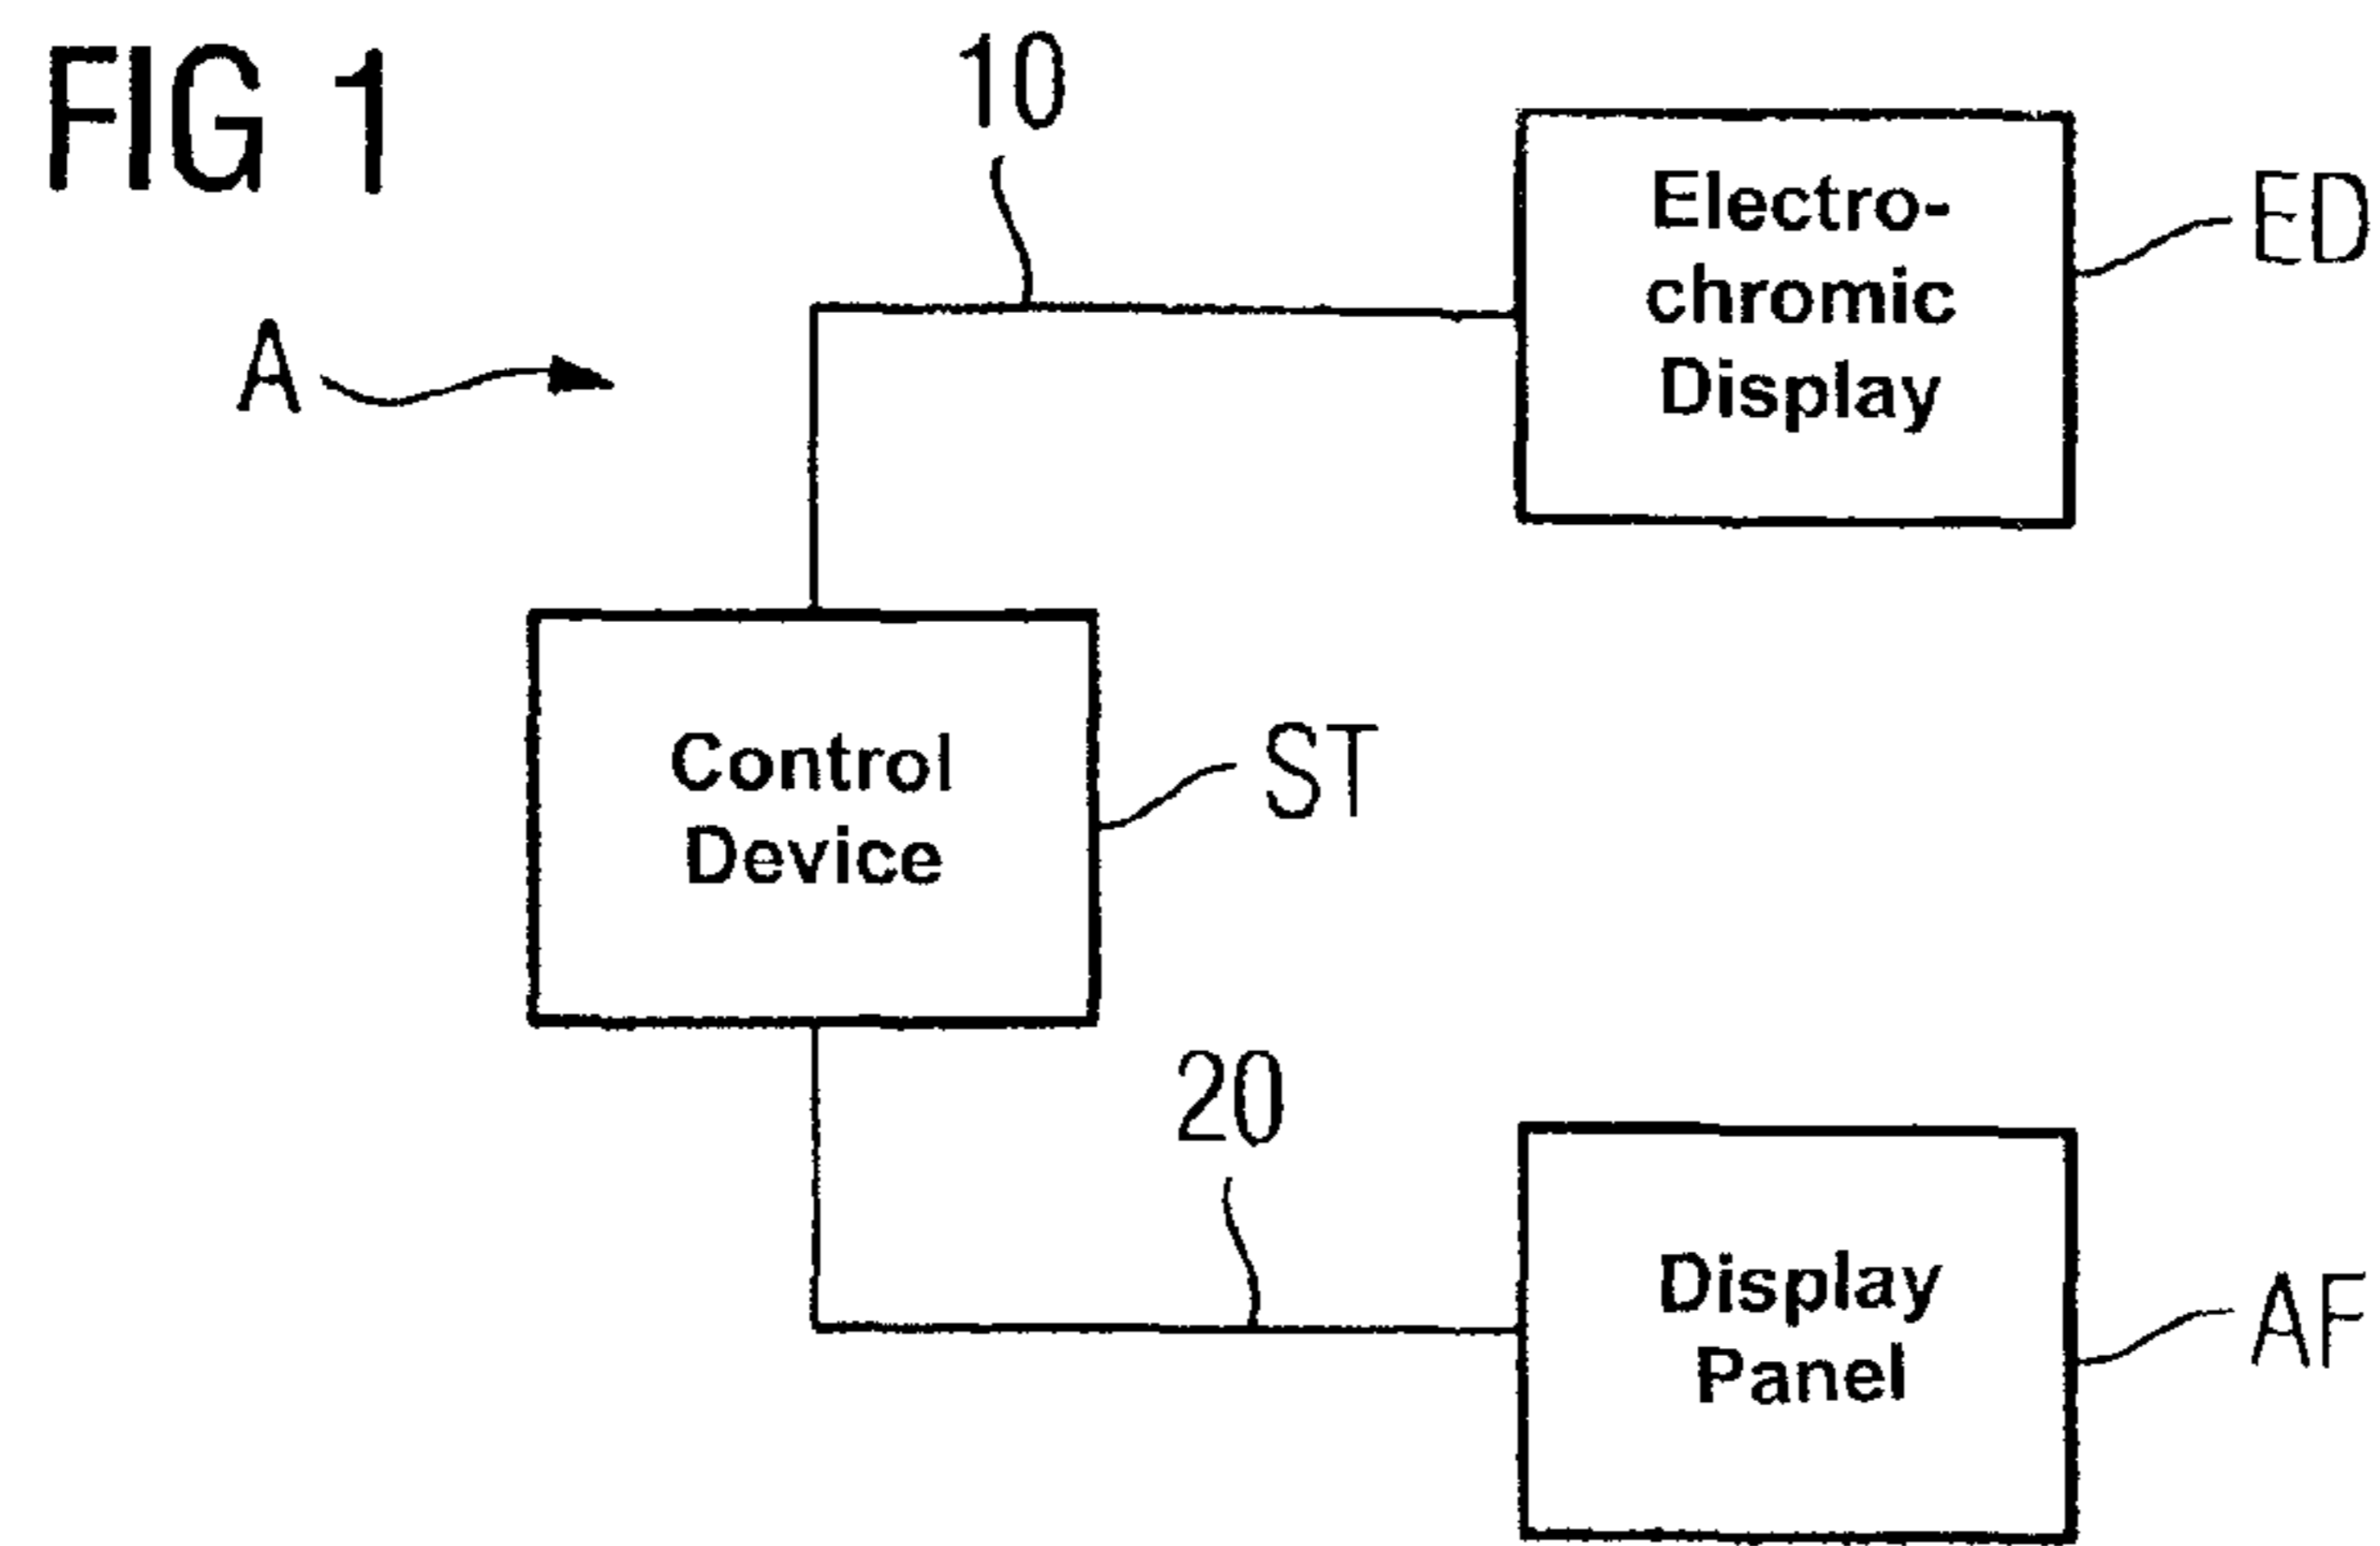 FIG 1
10
Electro-
chromic
Display
ED
A
Control
Device
ST
20
Display
Panel
AF